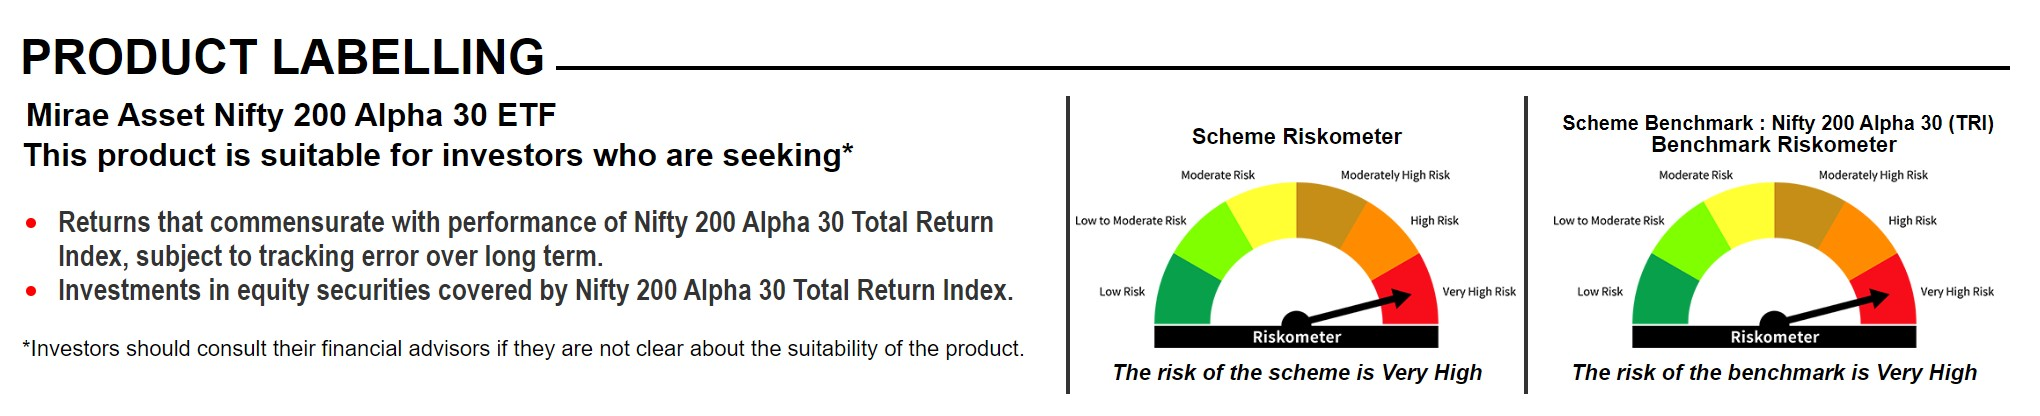 PRODUCT LABELLING
Mirae Asset Nifty 200 Alpha 30 ETF
This product is suitable for investors who are seeking*
• Returns that commensurate with performance of Nifty 200 Alpha 30 Total Return
Index, subject to tracking error over long term.
• Investments in equity securities covered by Nifty 200 Alpha 30 Total Return Index.
*Investors should consult their financial advisors if they are not clear about the suitability of the product.
Scheme Riskometer
Moderate Risk
Moderately High Risk
Low to Moderate Risk
High Risk
Low Risk
Very High Risk
Riskometer
The risk of the scheme is Very High
Scheme Benchmark : Nifty 200 Alpha 30 (TRI)
Benchmark Riskometer
Moderate Risk
Moderately High Risk
Low to Moderate Risk
High Risk
Low Risk
Very High Risk
Riskometer
The risk of the benchmark is Very High